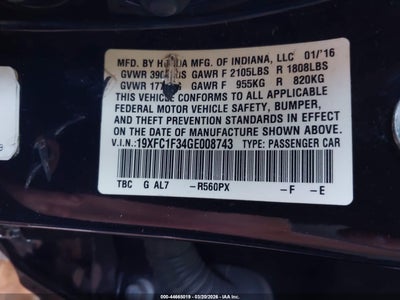 MFD. BY HONDA MFG. OF INDIANA, LLC 01/'16
GVWR GAWR F 2105LBS R 1808LBS
GVWR GAWR F 955KG R 820KG
THIS VEHICLE CONFORMS TO ALL APPLICABLE
FEDERAL MOTOR VEHICLE SAFETY, BUMPER,
AND THEFT PREVENTION STANDARDS IN EFFECT
ON THE DATE OF MANUFACTURE SHOWN ABOVE.
V.I.N.:19XFC1F34GE008743 TYPE: PASSENGER CAR
TBC G AL7 -R560PX -F -E
000-44665019 - 03/20/2026 - IAAI.COM